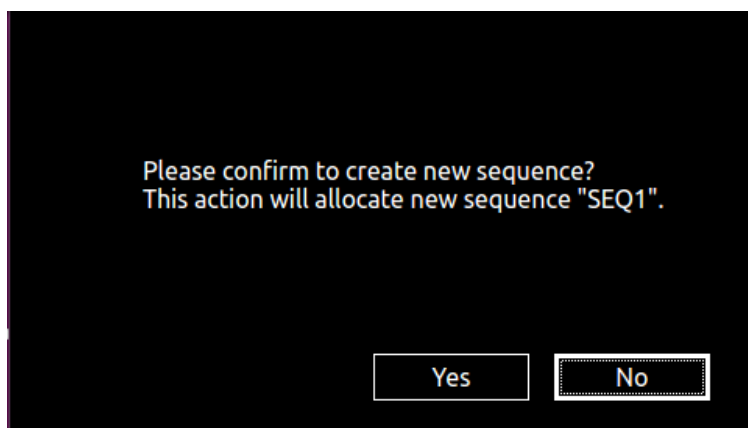 Please confirm to create new sequence?
This action will allocate new sequence "SEQ1".
Yes
No